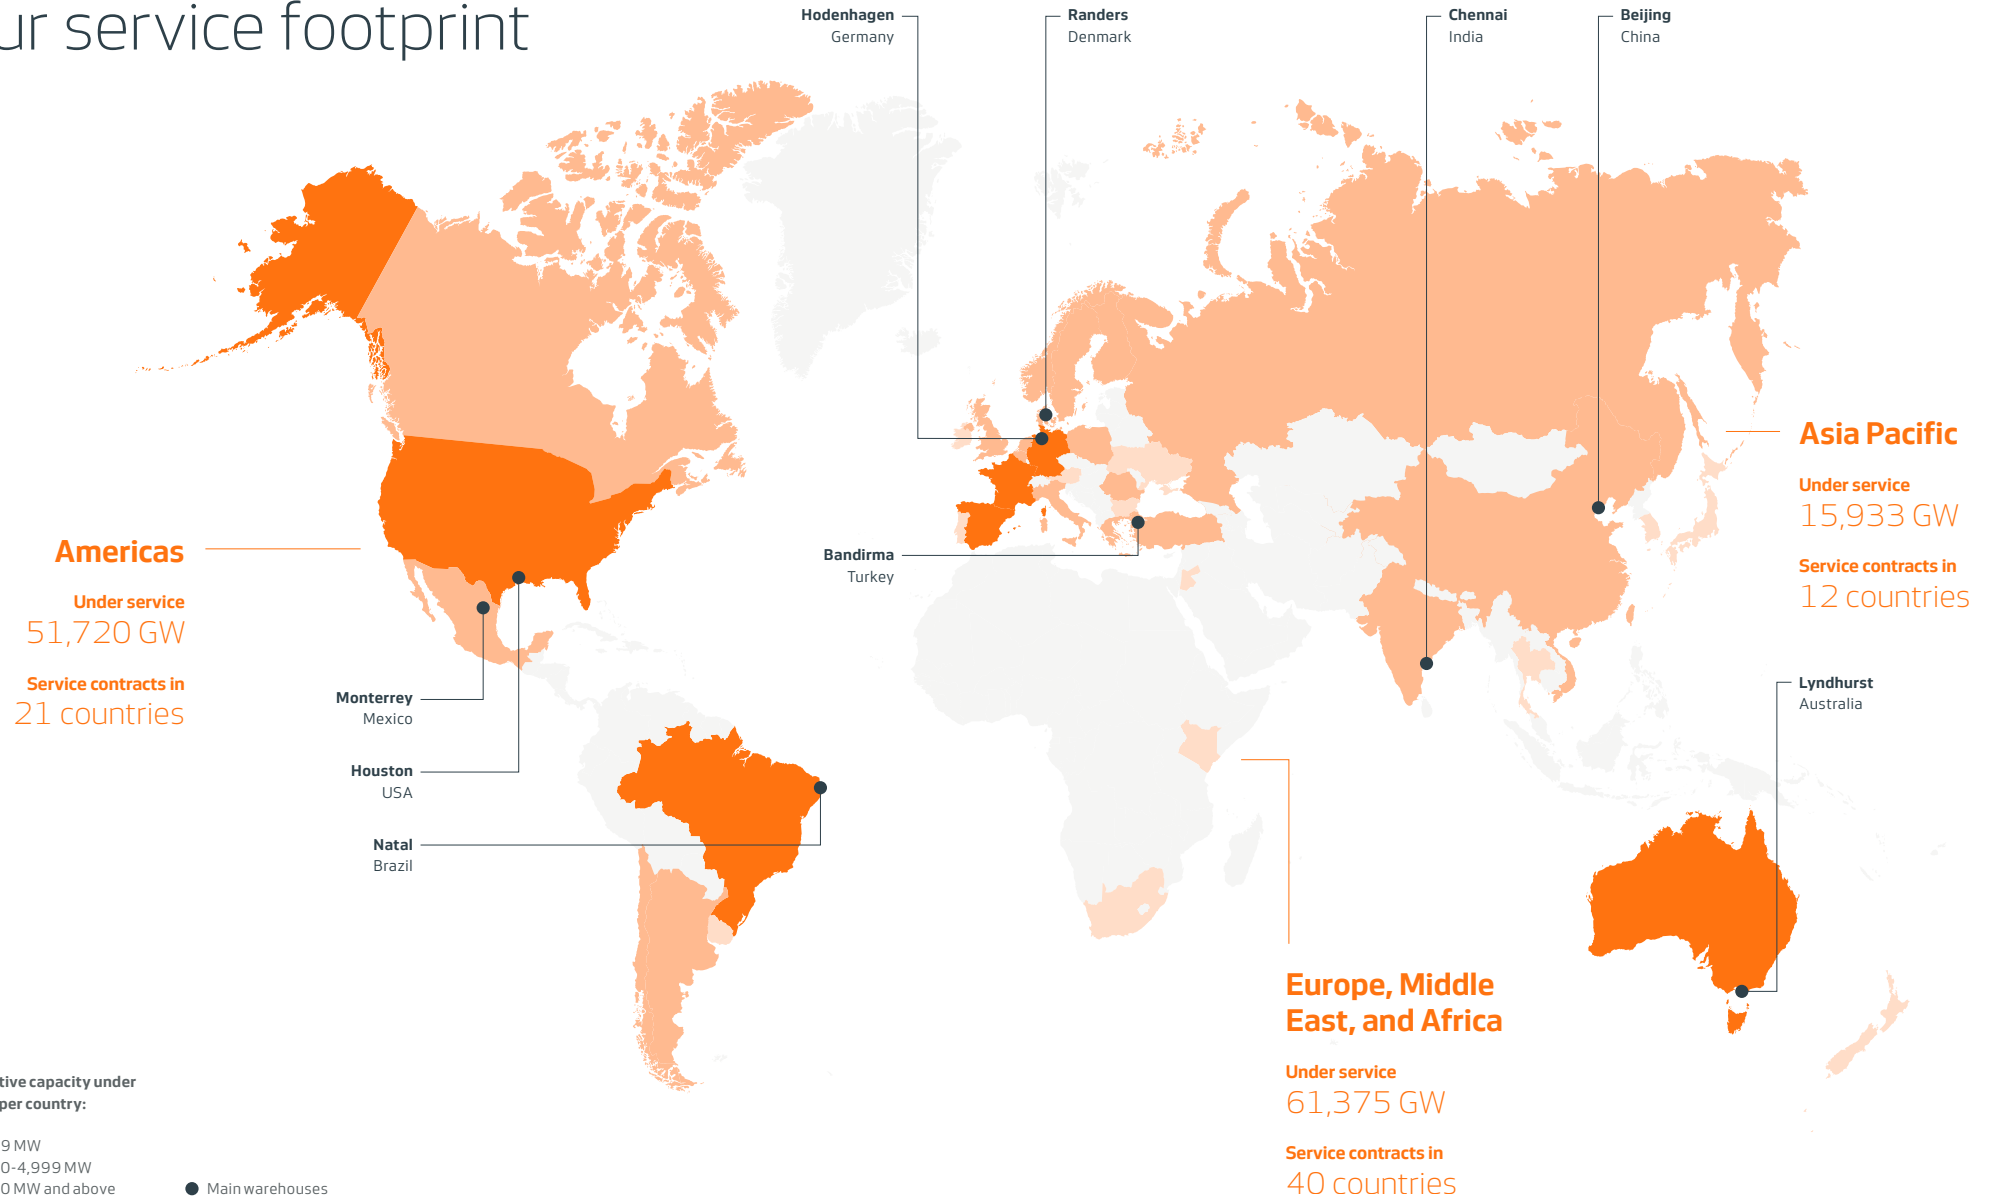 ur service footprint
Hodenhagen
Germany
Randers
Denmark
Chennai
India
Beijing
China
Americas
Under service
51,720 GW
Service contracts in
21 countries
Monterrey
Mexico
Houston
USA
Natal
Brazil
Bandirma
Turkey
Asia Pacific
Under service
15,933 GW
Service contracts in
12 countries
Lyndhurst
Australia
Europe, Middle
East, and Africa
Under service
61,375 GW
Service contracts in
40 countries
tive capacity under
per country:
9 MW
0-4,999 MW
0 MW and above
Main warehouses